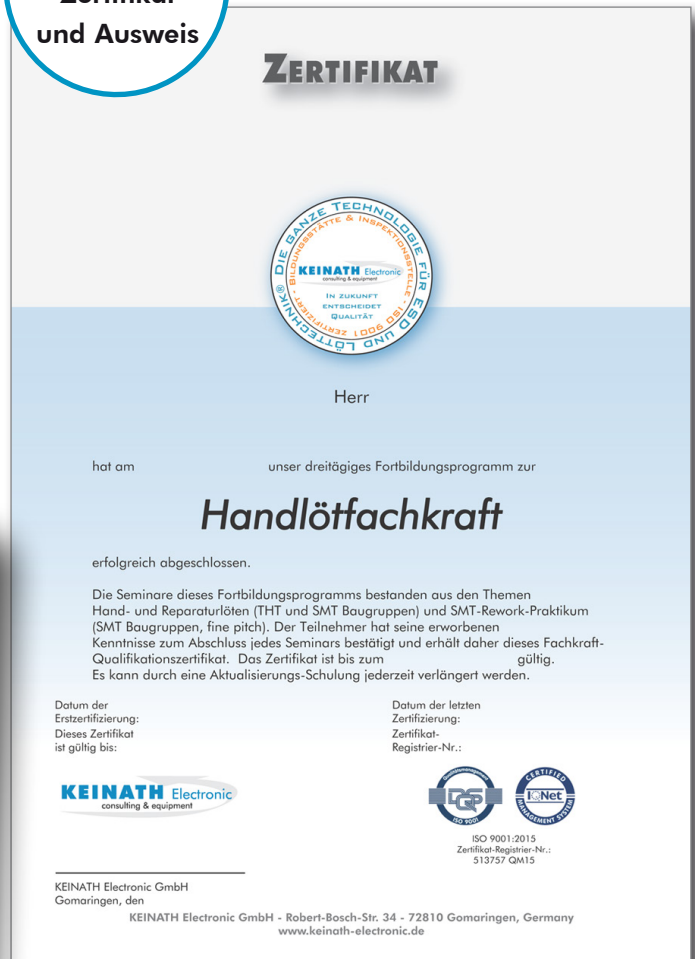 Zertifikat
und Ausweis
ZERTIFIKAT
DIE GANZE TECHNOLOGIE FÜR ESD UND LÖTTECHNIK®
BILDUNGSSTÄTTE & INSPEKTIONSSTELLE - ISO 9001 ZERTIFIZIERT -
KEINATH Electronic
consulting & equipment
IN ZUKUNFT
ENTSCHEIDET
QUALITÄT
Herr
hat am unser dreitägiges Fortbildungsprogramm zur
Handlötfachkraft
erfolgreich abgeschlossen.
Die Seminare dieses Fortbildungsprogramms bestanden aus den Themen
Hand- und Reparaturlöten (THT und SMT Baugruppen) und SMT-Rework-Praktikum
(SMT Baugruppen, fine pitch). Der Teilnehmer hat seine erworbenen
Kenntnisse zum Abschluss jedes Seminars bestätigt und erhält daher dieses Fachkraft-
Qualifikationszertifikat. Das Zertifikat ist bis zum gültig.
Es kann durch eine Aktualisierungs-Schulung jederzeit verlängert werden.
Datum der
Erstzertifizierung:
Dieses Zertifikat
ist gültig bis:
Datum der letzten
Zertifizierung:
Zertifikat-
Registrier-Nr.:
KEINATH Electronic
consulting & equipment
Qualitätsmanagement
DQS
ISO 9001
CERTIFIED
IQNet
MANAGEMENT SYSTEM
ISO 9001:2015
Zertifikat-Registrier-Nr.:
513757 QM15
KEINATH Electronic GmbH
Gomaringen, den
KEINATH Electronic GmbH - Robert-Bosch-Str. 34 - 72810 Gomaringen, Germany
www.keinath-electronic.de